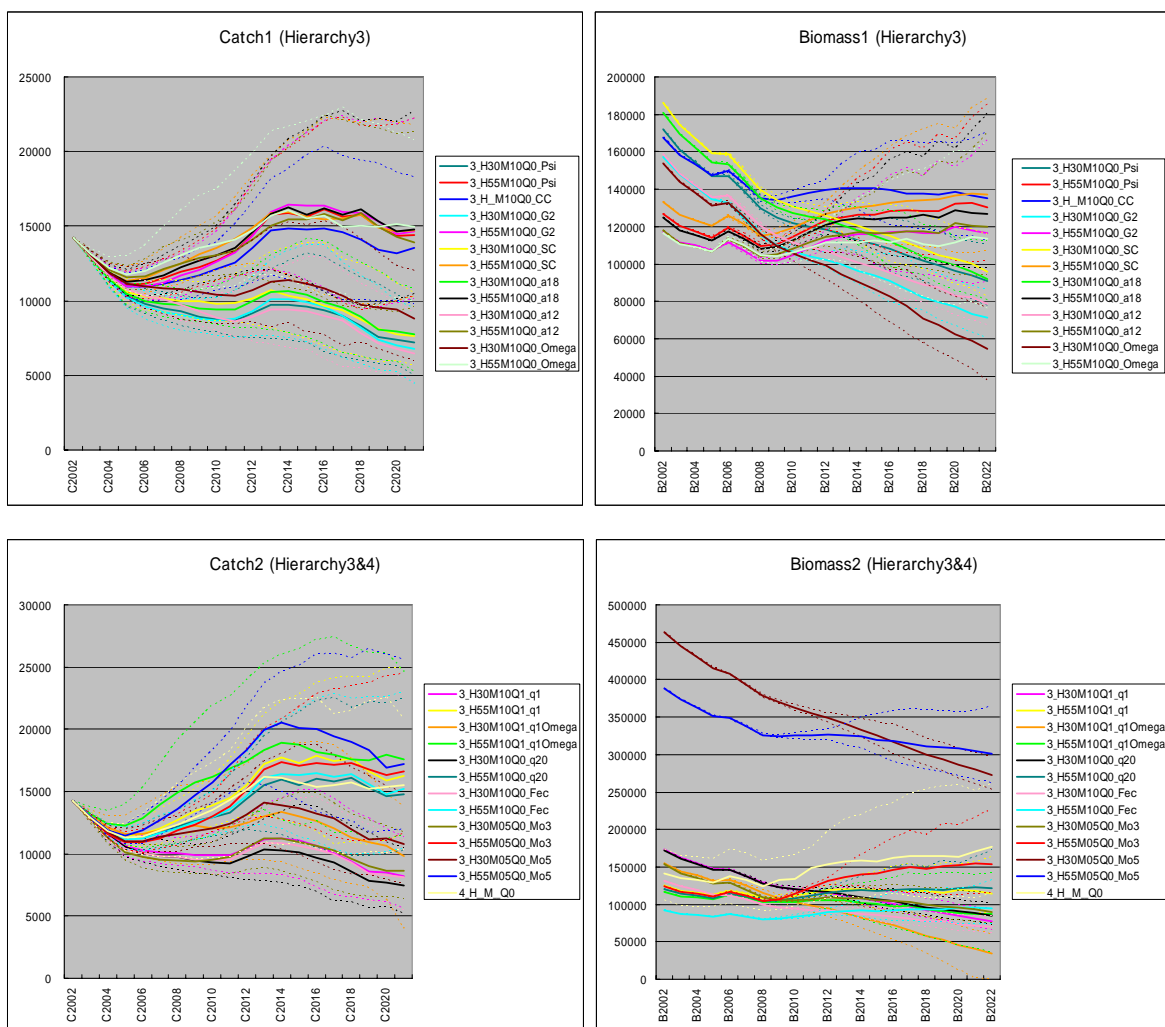 Catch1 (Hierarchy3)
25000
20000
15000
10000
5000
0
C2002
C2004
C2006
C2008
C2010
C2012
C2014
C2016
C2018
C2020
3_H30M10Q0_Psi
3_H55M10Q0_Psi
3_H_M10Q0_CC
3_H30M10Q0_G2
3_H55M10Q0_G2
3_H30M10Q0_SC
3_H55M10Q0_SC
3_H30M10Q0_a18
3_H55M10Q0_a18
3_H30M10Q0_a12
3_H55M10Q0_a12
3_H30M10Q0_Omega
3_H55M10Q0_Omega
Biomass1 (Hierarchy3)
200000
180000
160000
140000
120000
100000
80000
60000
40000
20000
0
B2002
B2004
B2006
B2008
B2010
B2012
B2014
B2016
B2018
B2020
B2022
3_H30M10Q0_Psi
3_H55M10Q0_Psi
3_H_M10Q0_CC
3_H30M10Q0_G2
3_H55M10Q0_G2
3_H30M10Q0_SC
3_H55M10Q0_SC
3_H30M10Q0_a18
3_H55M10Q0_a18
3_H30M10Q0_a12
3_H55M10Q0_a12
3_H30M10Q0_Omega
3_H55M10Q0_Omega
Catch2 (Hierarchy3&4)
30000
25000
20000
15000
10000
5000
0
C2002
C2004
C2006
C2008
C2010
C2012
C2014
C2016
C2018
C2020
3_H30M10Q1_q1
3_H55M10Q1_q1
3_H30M10Q1_q1Omega
3_H55M10Q1_q1Omega
3_H30M10Q0_q20
3_H55M10Q0_q20
3_H30M10Q0_Fec
3_H55M10Q0_Fec
3_H30M05Q0_Mo3
3_H55M05Q0_Mo3
3_H30M05Q0_Mo5
3_H55M05Q0_Mo5
4_H_M_Q0
Biomass2 (Hierarchy3&4)
500000
450000
400000
350000
300000
250000
200000
150000
100000
50000
0
B2002
B2004
B2006
B2008
B2010
B2012
B2014
B2016
B2018
B2020
B2022
3_H30M10Q1_q1
3_H55M10Q1_q1
3_H30M10Q1_q1Omega
3_H55M10Q1_q1Omega
3_H30M10Q0_q20
3_H55M10Q0_q20
3_H30M10Q0_Fec
3_H55M10Q0_Fec
3_H30M05Q0_Mo3
3_H55M05Q0_Mo3
3_H30M05Q0_Mo5
3_H55M05Q0_Mo5
4_H_M_Q0